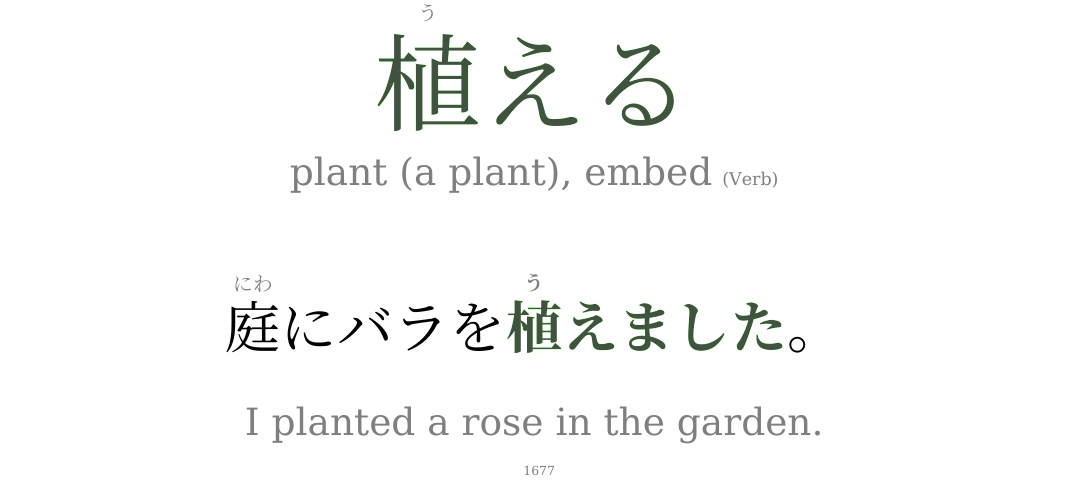 う
植える
plant (a plant), embed (Verb)
にわ う
庭にバラを植えました。
I planted a rose in the garden.
1677